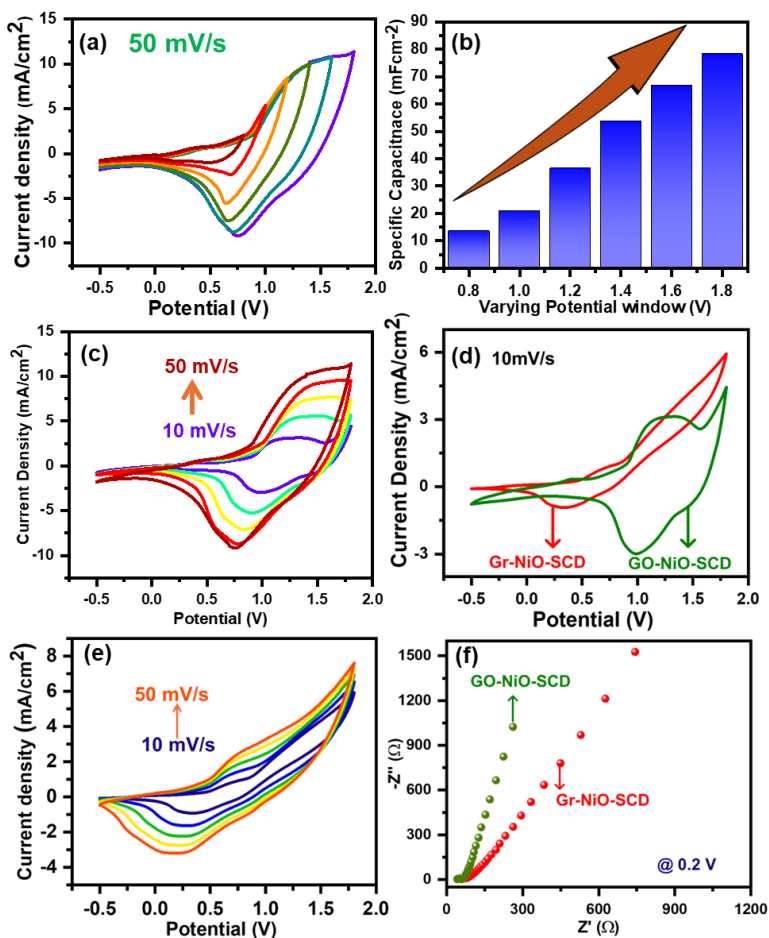 (a)
50 mV/s
Current density (mA/cm²)
15
10
5
0
-5
-10
-0.5 0.0 0.5 1.0 1.5 2.0
Potential (V)
(b)
Specific Capacitnace (mFcm-2)
90
80
70
60
50
40
30
20
10
0
0.8 1.0 1.2 1.4 1.6 1.8
Varying Potential window (V)
(c)
50 mV/s
10 mV/s
Current Density (mA/cm²)
15
10
5
0
-5
-10
-0.5 0.0 0.5 1.0 1.5 2.0
Potential (V)
(d)
10mV/s
Current Density (mA/cm²)
6
3
0
-3
Gr-NiO-SCD
GO-NiO-SCD
-0.5 0.0 0.5 1.0 1.5 2.0
Potential (V)
(e)
50 mV/s
10 mV/s
Current density (mA/cm²)
8
6
4
2
0
-2
-4
-0.5 0.0 0.5 1.0 1.5 2.0
Potential (V)
(f)
GO-NiO-SCD
Gr-NiO-SCD
@ 0.2 V
-Z'' (Ω)
1500
1200
900
600
300
0
0 300 600 900 1200
Z' (Ω)